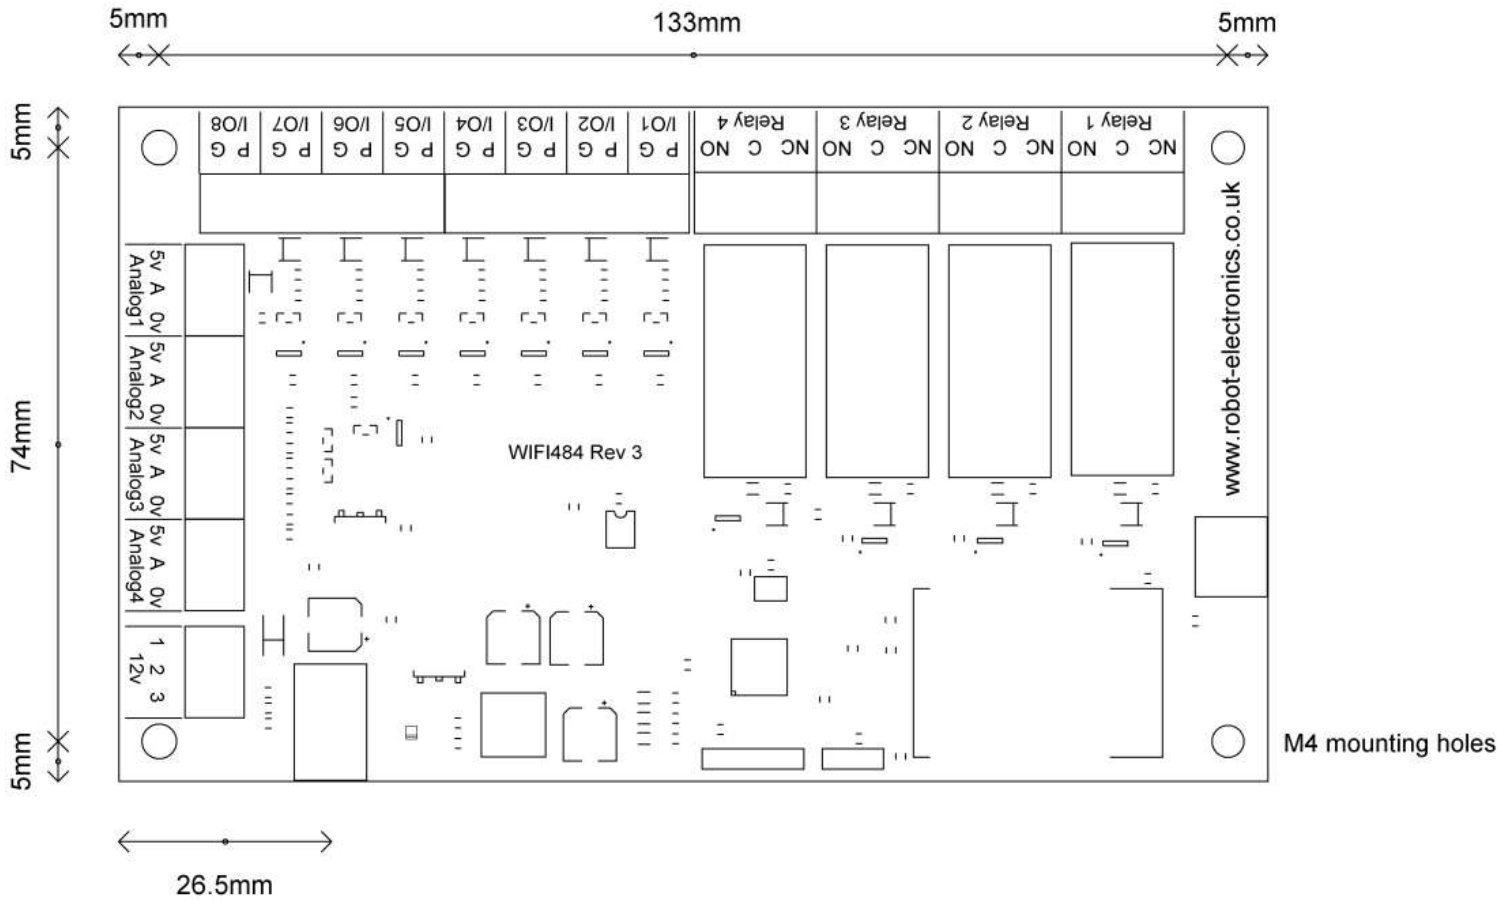 5mm 133mm 5mm
5mm
74mm
5mm
I/O8 I/O7 I/O6 I/O5 I/O4 I/O3 I/O2 I/O1 Relay 4 Relay 3 Relay 2 Relay 1
P G P G P G P G P G P G P G P G NO C NC NO C NC NO C NC NO C NC
5v A 0v
Analog1
5v A 0v
Analog2
5v A 0v
Analog3
5v A 0v
Analog4
1 2 3
12v
WIFI484 Rev 3
www.robot-electronics.co.uk
M4 mounting holes
26.5mm